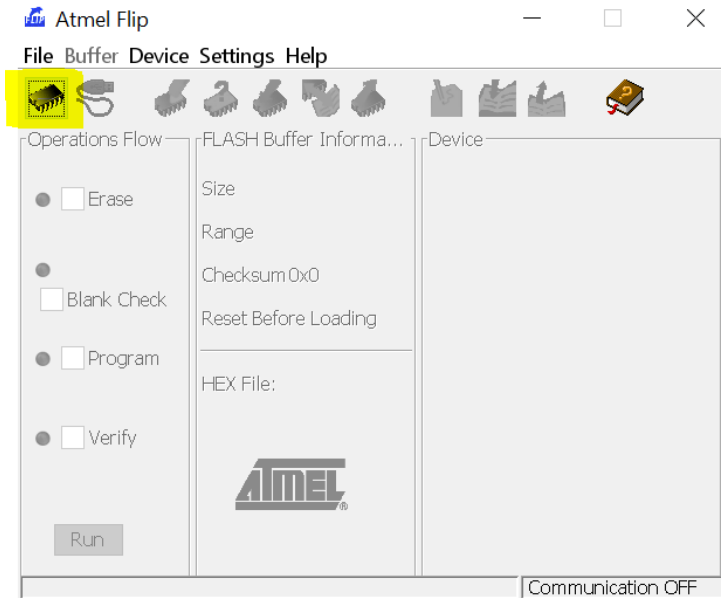 Atmel Flip
File Buffer Device Settings Help
Operations Flow
Erase
Blank Check
Program
Verify
Run
FLASH Buffer Informa...
Size
Range
Checksum 0x0
Reset Before Loading
HEX File:
ATMEL
®
Device
Communication OFF